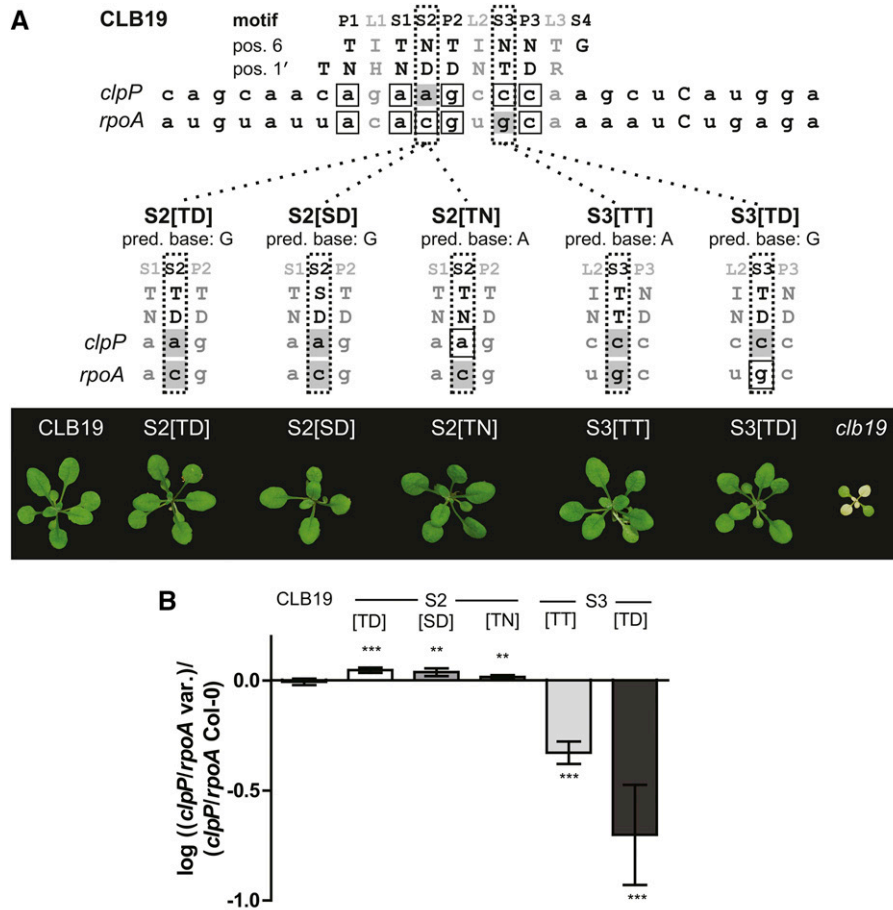 A
CLB19 motif P1 L1 S1 S2 P2 L2 S3 P3 L3 S4
pos. 6 T I T N T I N N T G
pos. 1' T N H N D D N T D R
clpP c a g c a a c a g a a g c c a a g c u C a u g g a
rpoA a u g u a u u a c a c g u g c a a a a u C u g a g a
S2[TD] S2[SD] S2[TN] S3[TT] S3[TD]
pred. base: G pred. base: G pred. base: A pred. base: A pred. base: G
S1 S2 P2 S1 S2 P2 S1 S2 P2 L2 S3 P3 L2 S3 P3
T T T T S T T T T I T N I T N
N D D N D D N N D N T D N D D
clpP a a g a a g a a g c c c c c c
rpoA a c g a c g a c g u g c u g c
CLB19 S2[TD] S2[SD] S2[TN] S3[TT] S3[TD] clb19
B
CLB19 S2 S3
[TD] [SD] [TN] [TT] [TD]
*** ** **
0.0
-0.5
-1.0
*** ***
log ((clpP/rpoA var.)/
(clpP/rpoA Col-0)